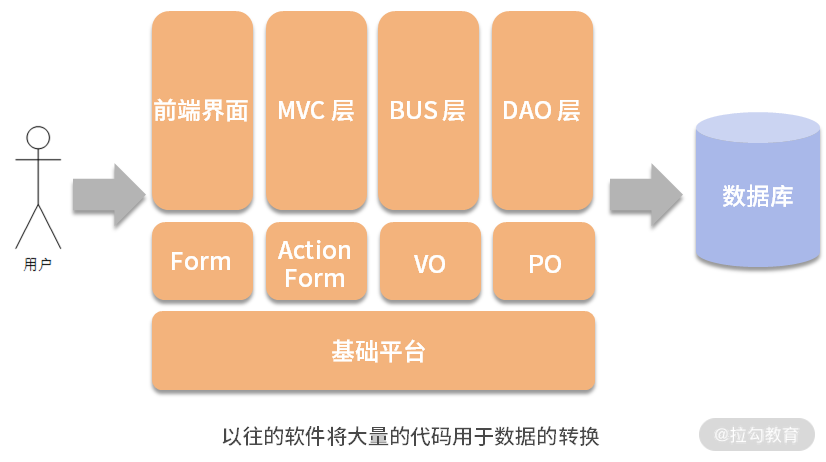 前端界面
MVC 层
BUS 层
DAO 层
用户
数据库
Form
Action
Form
VO
PO
基础平台
以往的软件将大量的代码用于数据的转换
@拉勾教育